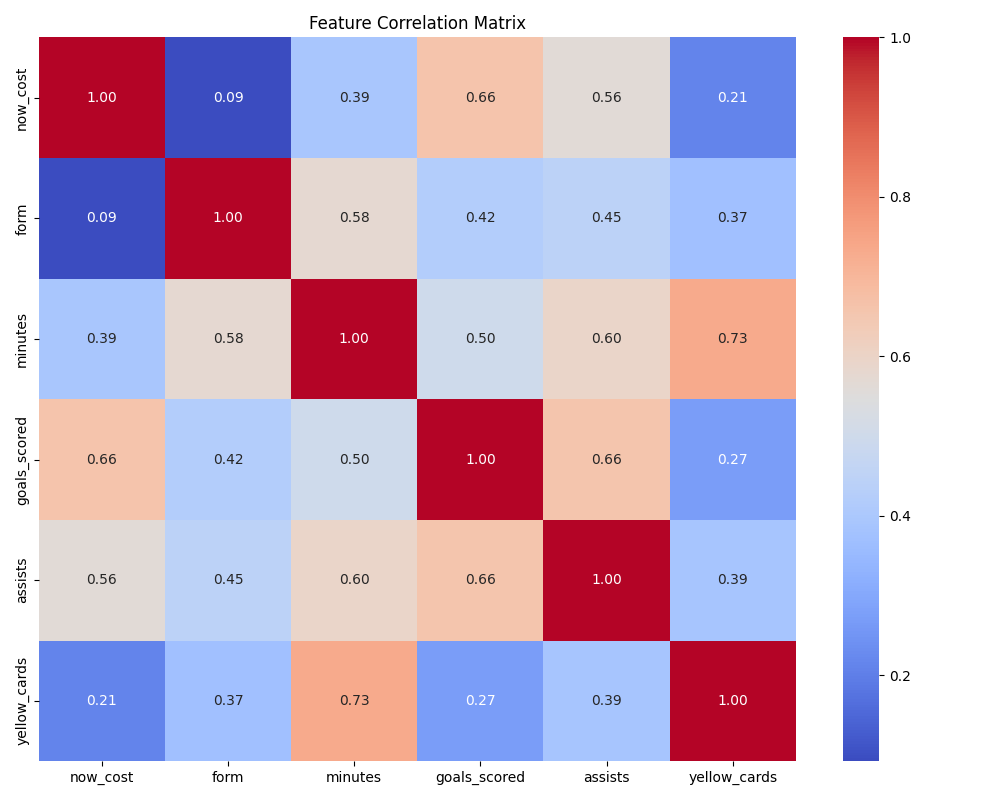 Feature Correlation Matrix
now_cost 1.00 0.09 0.39 0.66 0.56 0.21
form 0.09 1.00 0.58 0.42 0.45 0.37
minutes 0.39 0.58 1.00 0.50 0.60 0.73
goals_scored 0.66 0.42 0.50 1.00 0.66 0.27
assists 0.56 0.45 0.60 0.66 1.00 0.39
yellow_cards 0.21 0.37 0.73 0.27 0.39 1.00
now_cost form minutes goals_scored assists yellow_cards
1.0
0.8
0.6
0.4
0.2